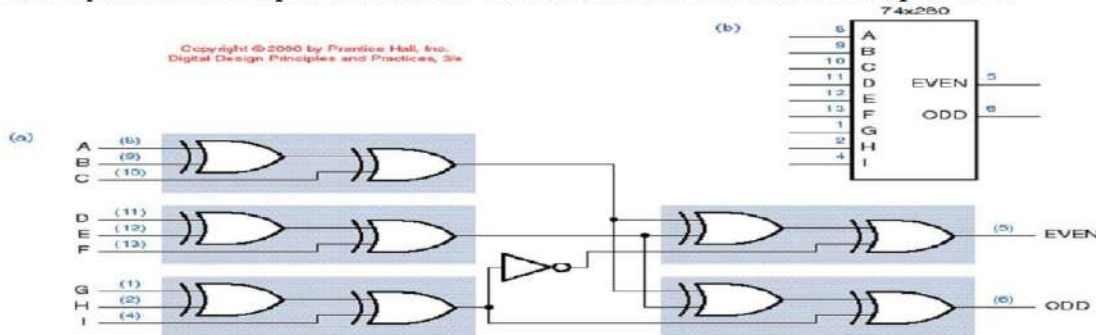 74x280
(b)
Copyright © 2000 by Prentice Hall, Inc.
Digital Design Principles and Practices, 3/e
8 A
9 B
10 C
11 D
12 E
13 F
1 G
2 H
4 I
EVEN 5
ODD 6
(a)
A (8)
B (9)
C (10)
D (11)
E (12)
F (13)
G (1)
H (2)
I (4)
(5) EVEN
(6) ODD